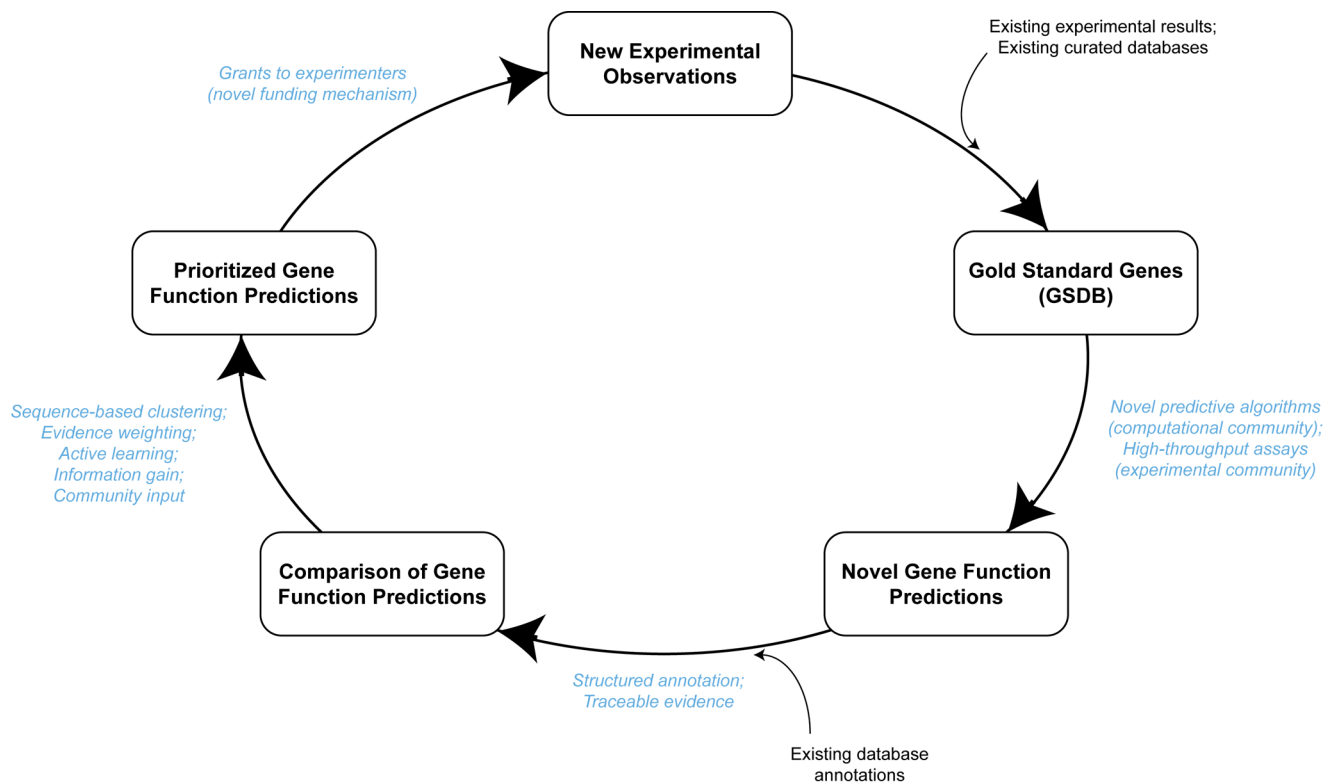 New Experimental
Observations
Existing experimental results;
Existing curated databases
Grants to experimenters
(novel funding mechanism)
Prioritized Gene
Function Predictions
Gold Standard Genes
(GSDB)
Sequence-based clustering;
Evidence weighting;
Active learning;
Information gain;
Community input
Novel predictive algorithms
(computational community);
High-throughput assays
(experimental community)
Comparison of Gene
Function Predictions
Novel Gene Function
Predictions
Structured annotation;
Traceable evidence
Existing database
annotations